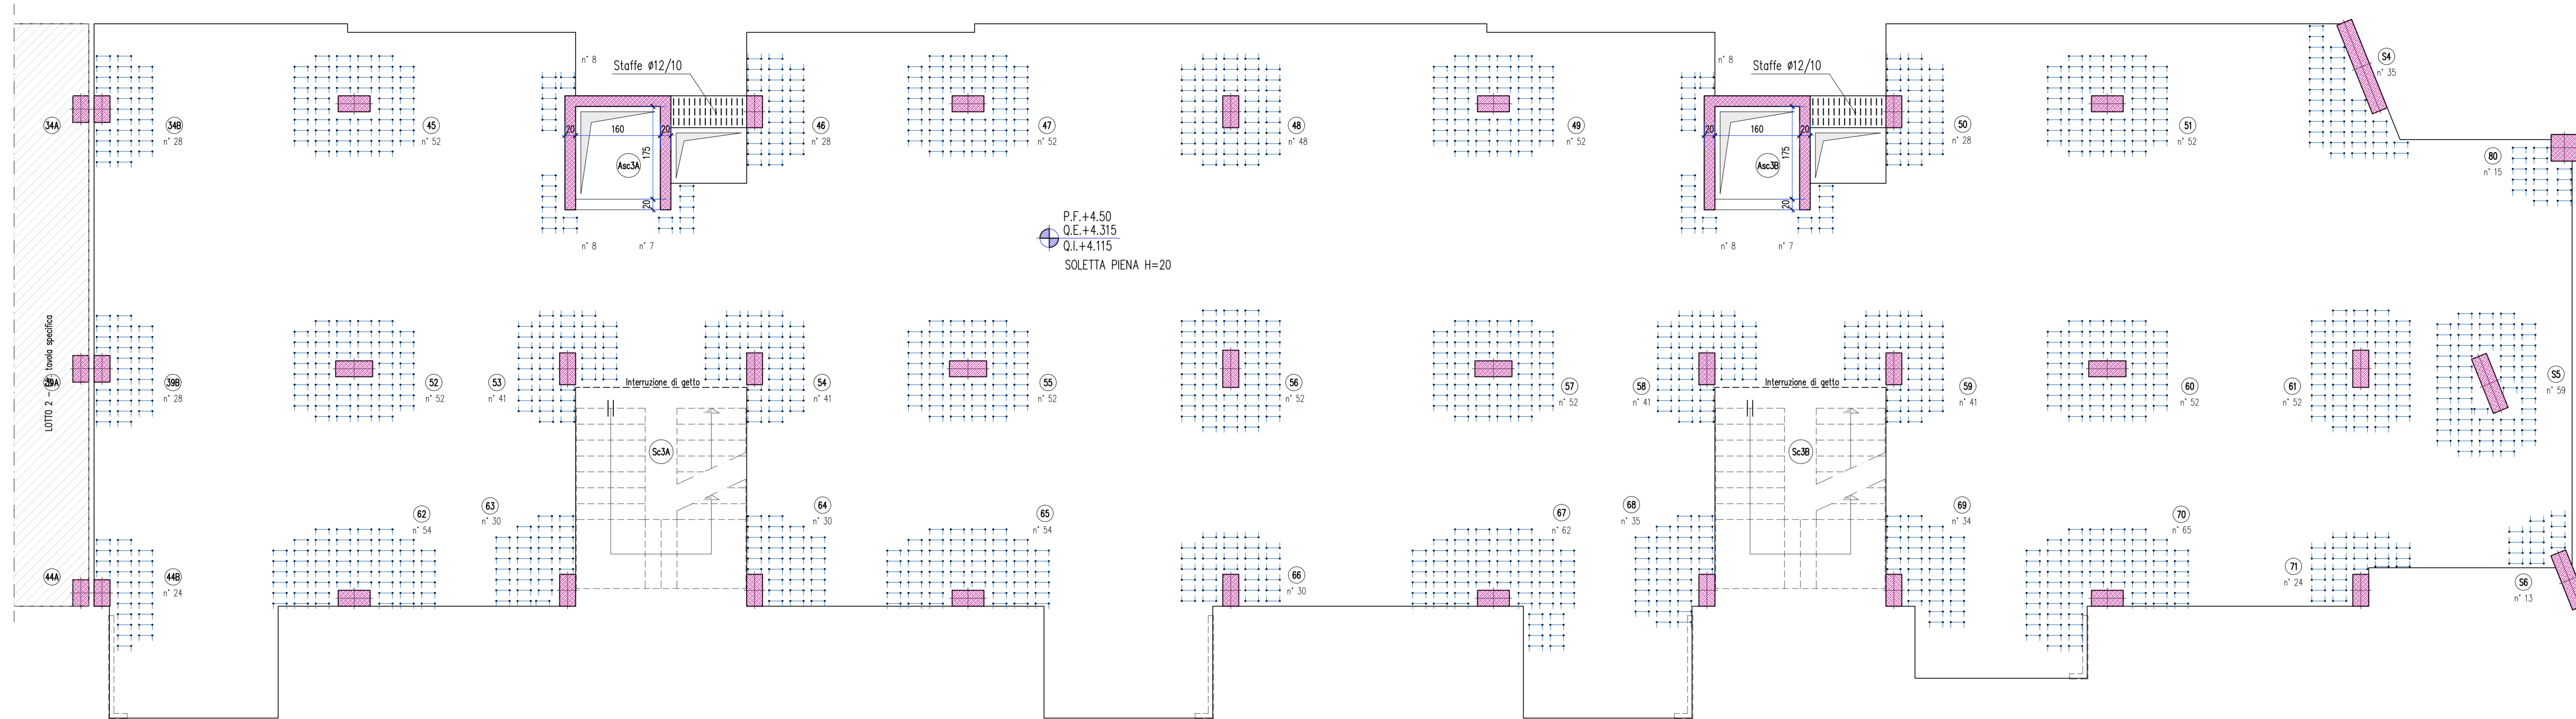 n° 8
Staffe ø12/10
n° 8
Staffe ø12/10
S4
n° 35
34A
34B
n° 28
45
n° 52
20
160
20
175
Asc3A
20
46
n° 28
47
n° 52
48
n° 48
49
n° 52
20
160
20
175
Asc3B
20
50
n° 28
51
n° 52
80
n° 15
n° 8
n° 7
P.F.+4.50
Q.E.+4.315
Q.I.+4.115
SOLETTA PIENA H=20
n° 8
n° 7
LOTTO 2 - tavola specifica
39A
39B
n° 28
52
n° 52
53
n° 41
Interruzione di getto
54
n° 41
55
n° 52
56
n° 52
57
n° 52
58
n° 41
Interruzione di getto
59
n° 41
60
n° 52
61
n° 52
S5
n° 59
Sc3A
Sc3B
62
n° 54
63
n° 30
64
n° 30
65
n° 54
67
n° 62
68
n° 35
69
n° 34
70
n° 65
44A
44B
n° 24
66
n° 30
71
n° 24
S6
n° 13